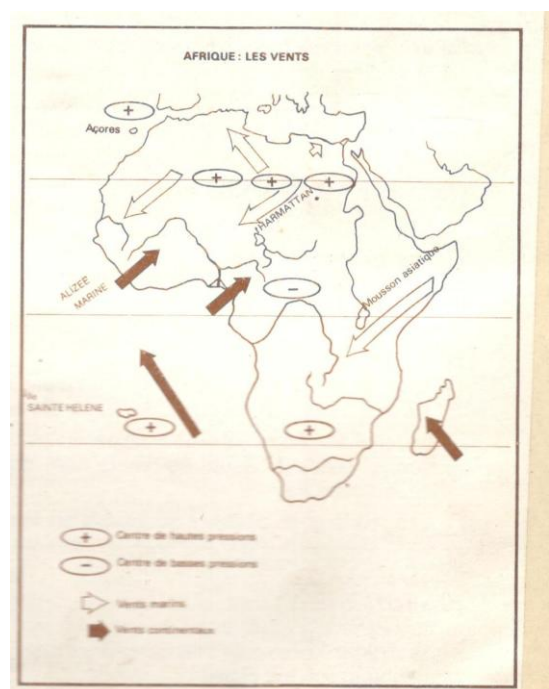 AFRIQUE : LES VENTS
+
Açores
+
+
+
HARMATTAN
ALIZEE
MARINE
−
Mousson asiatique
Ile
SAINTE HELENE
+
+
+ Centre de hautes pressions
− Centre de basses pressions
Vents marins
Vents continentaux